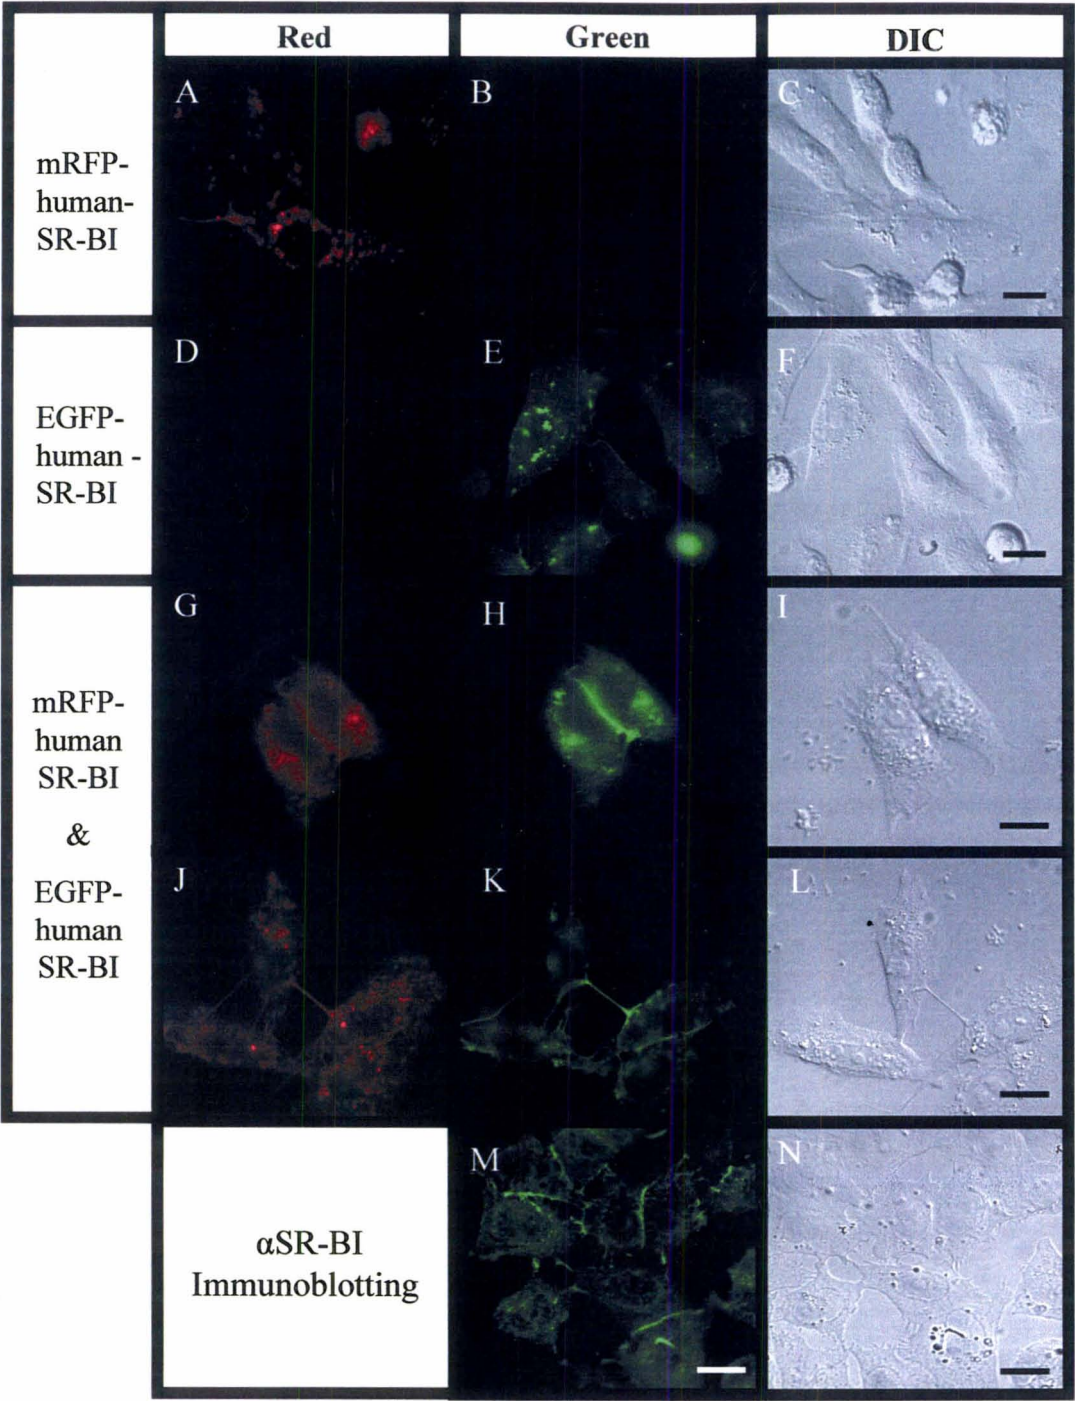 Red
Green
DIC
mRFP-
human-
SR-BI
A
B
C
EGFP-
human -
SR-BI
D
E
F
mRFP-
human
SR-BI
&
EGFP-
human
SR-BI
G
H
I
J
K
L
αSR-BI
Immunoblotting
M
N